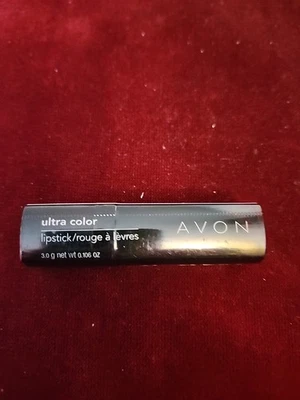 ultra color
lipstick/rouge à lèvres
3.0 g net wt 0.106 OZ
AVON